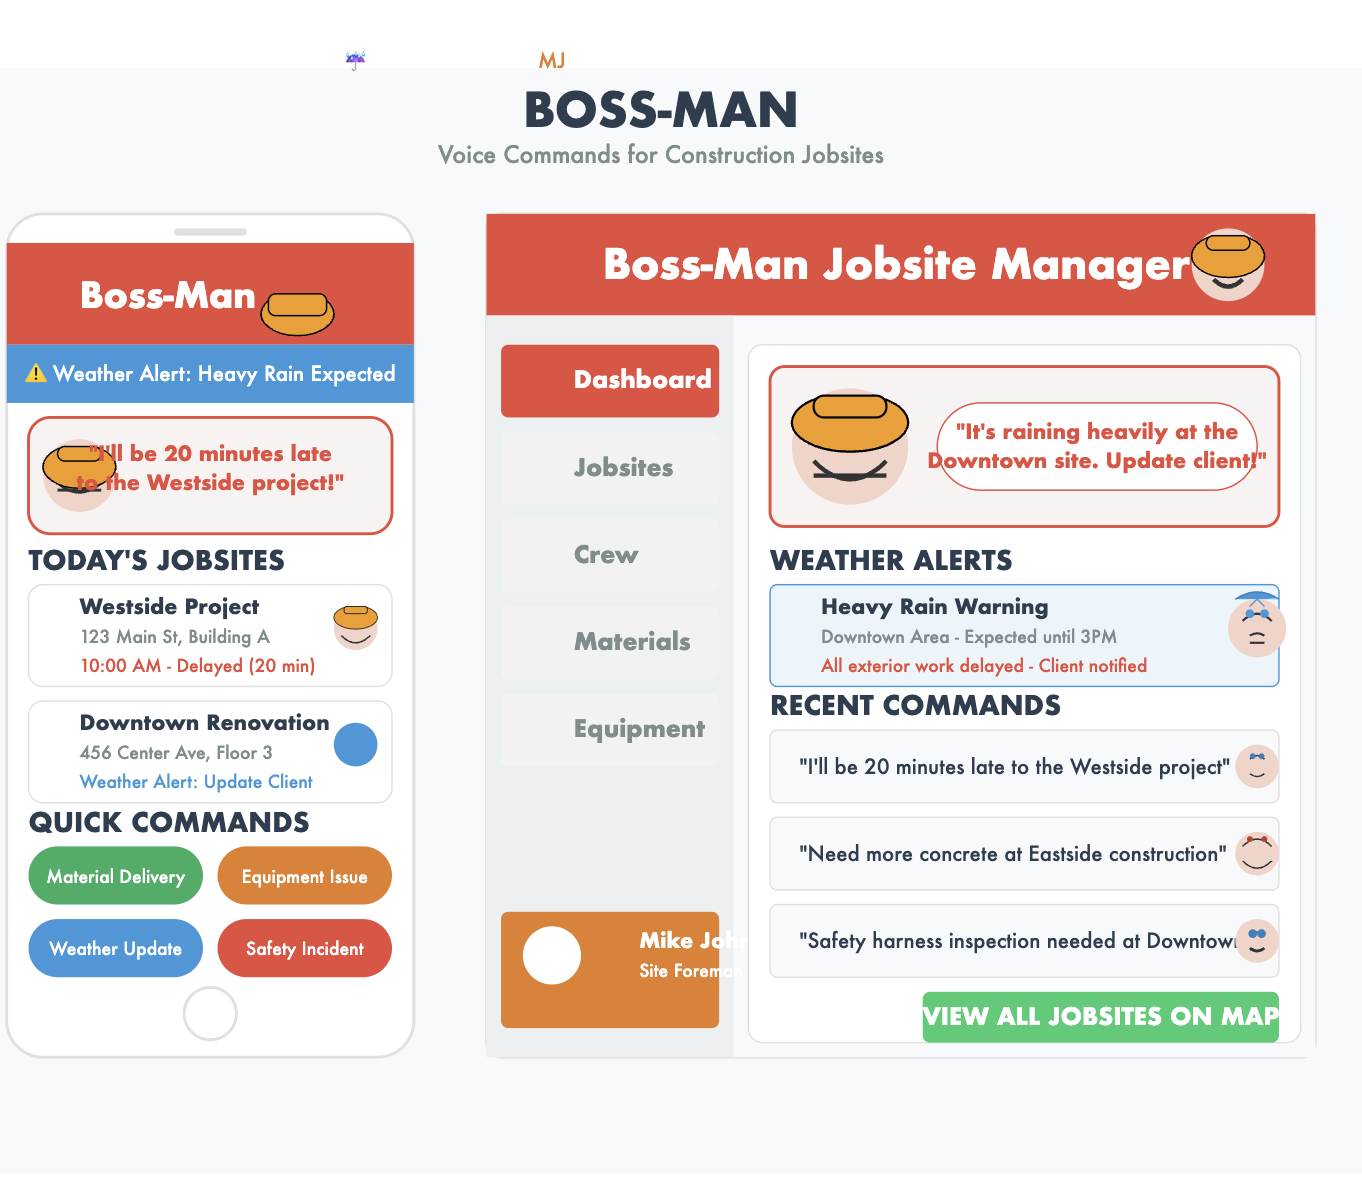 MJ
BOSS-MAN
Voice Commands for Construction Jobsites
Boss-Man
Weather Alert: Heavy Rain Expected
"I'll be 20 minutes late
to the Westside project!"
TODAY'S JOBSITES
Westside Project
123 Main St, Building A
10:00 AM - Delayed (20 min)
Downtown Renovation
456 Center Ave, Floor 3
Weather Alert: Update Client
QUICK COMMANDS
Material Delivery
Equipment Issue
Weather Update
Safety Incident
Boss-Man Jobsite Manager
Dashboard
Jobsites
Crew
Materials
Equipment
Mike Joh
Site Foreman
"It's raining heavily at the
Downtown site. Update client!"
WEATHER ALERTS
Heavy Rain Warning
Downtown Area - Expected until 3PM
All exterior work delayed - Client notified
RECENT COMMANDS
"I'll be 20 minutes late to the Westside project"
"Need more concrete at Eastside construction"
"Safety harness inspection needed at Downtown
VIEW ALL JOBSITES ON MAP